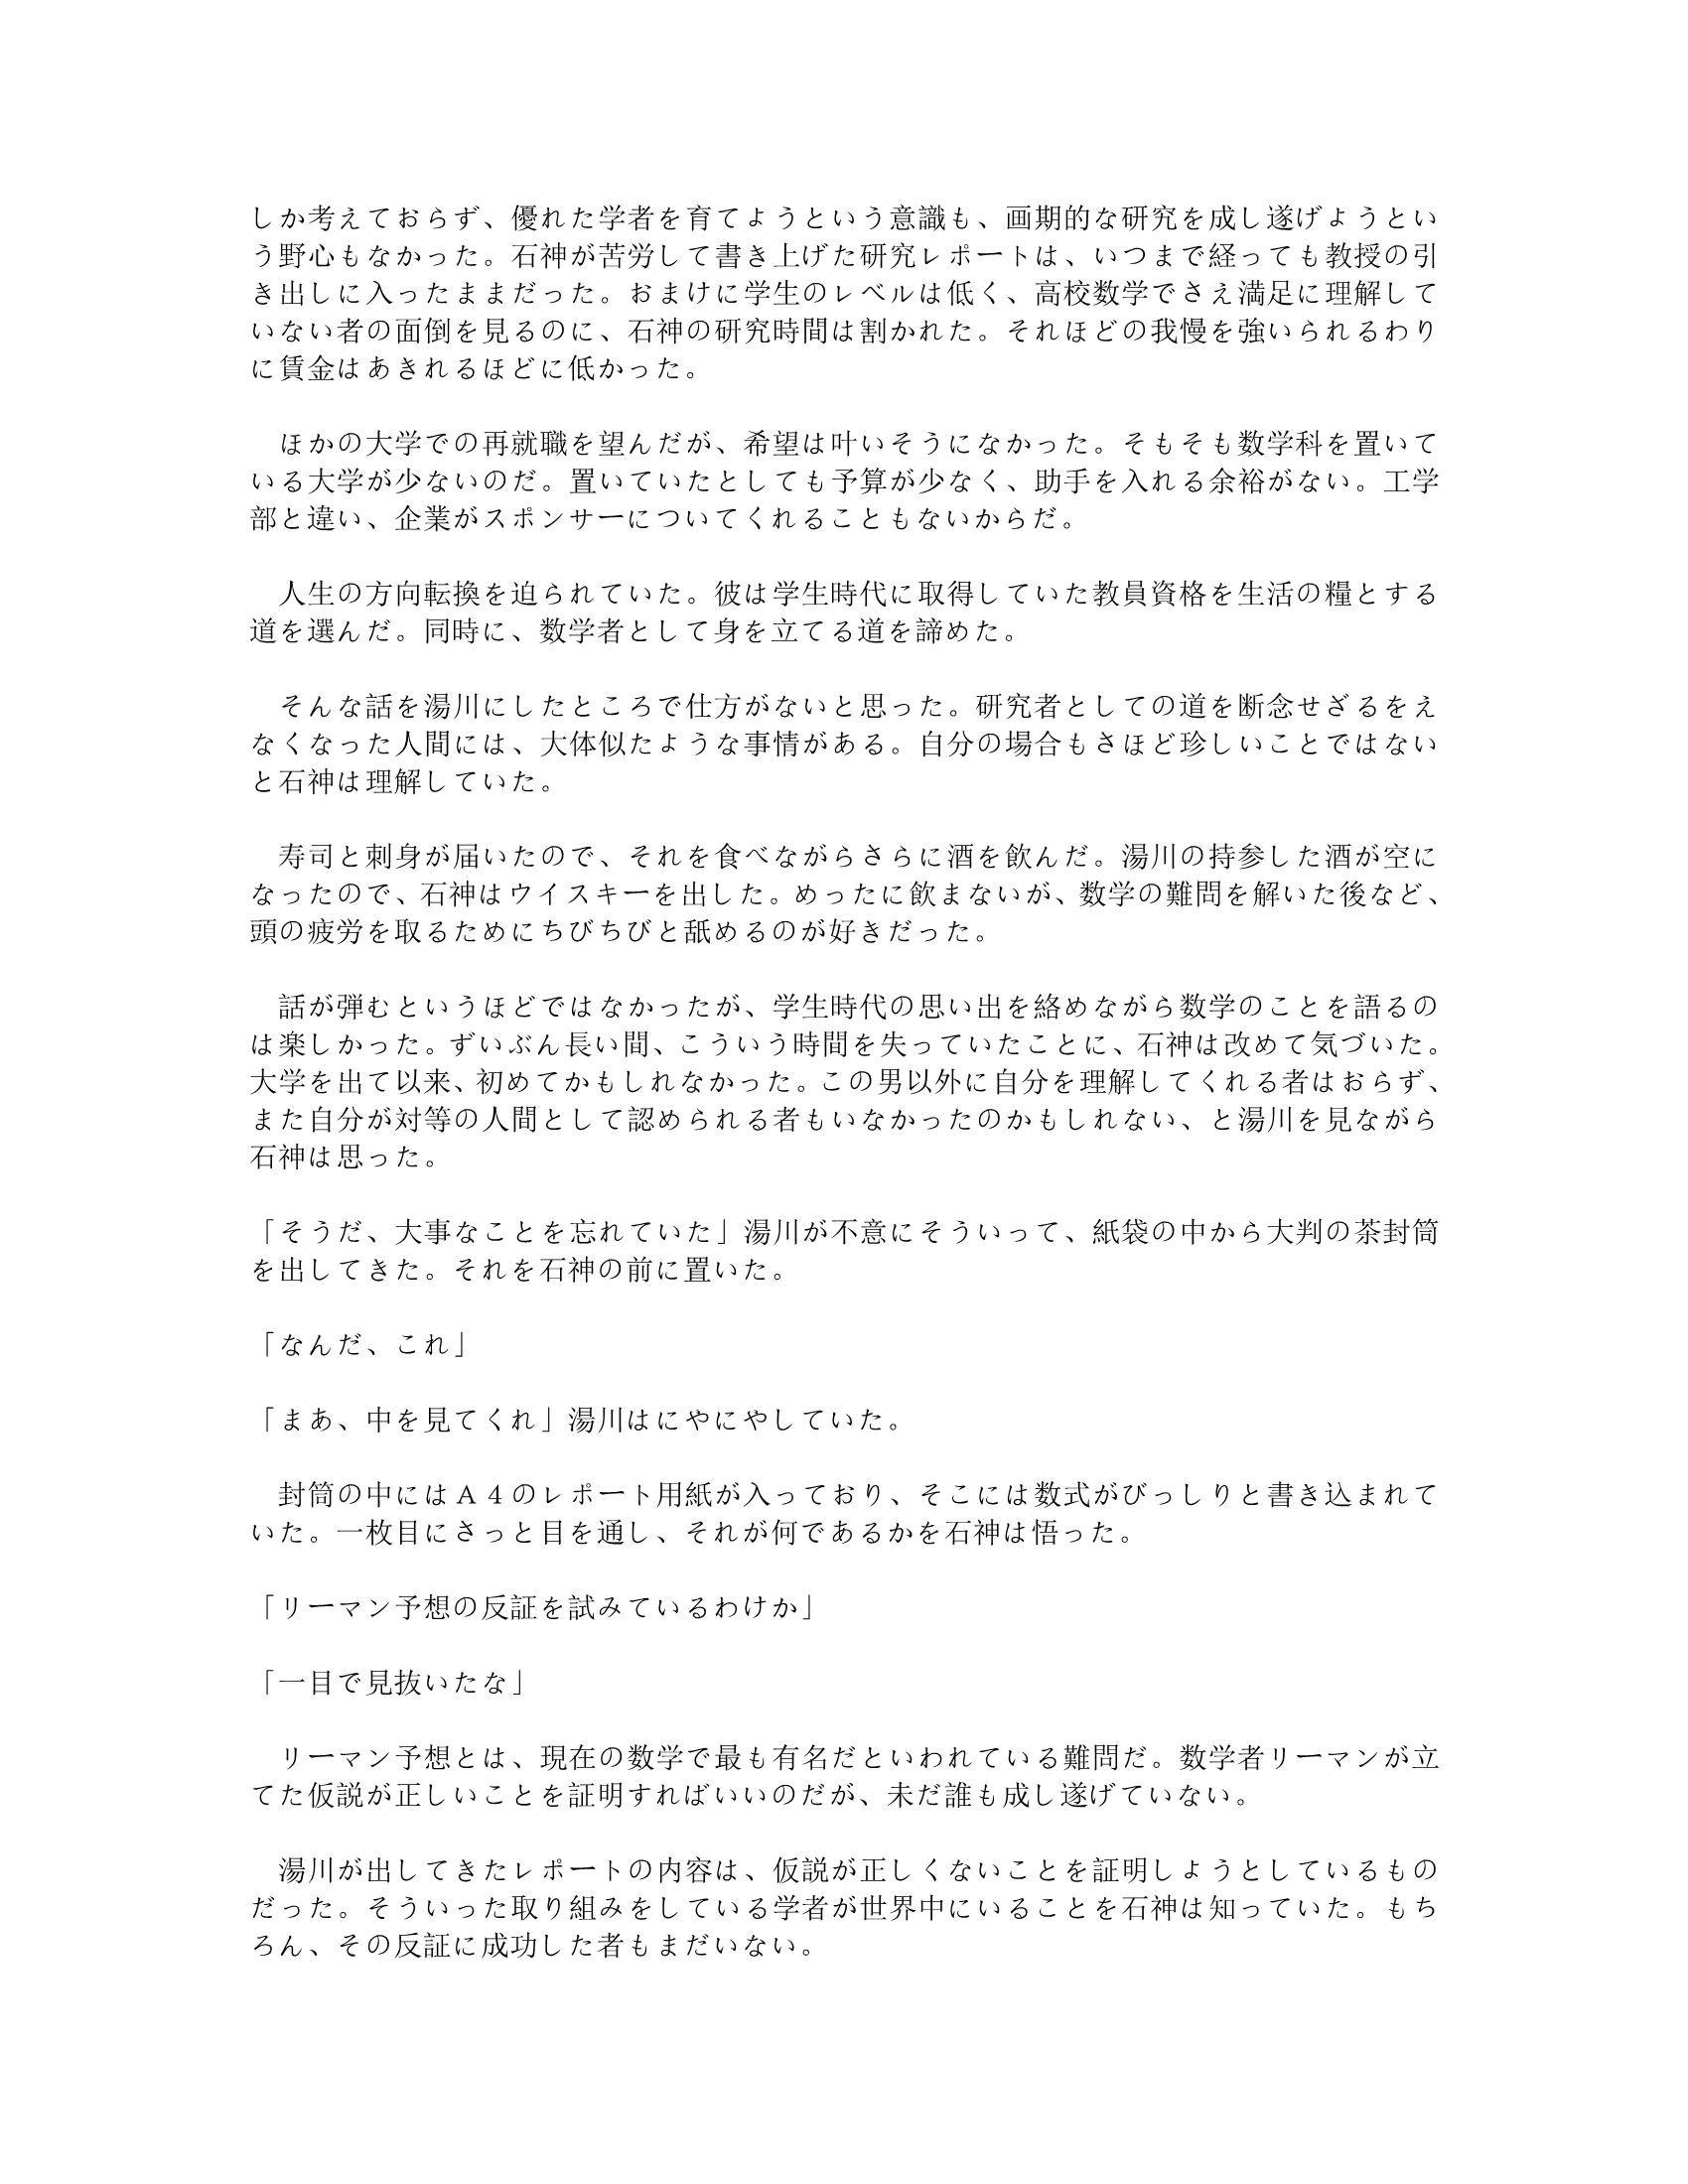 しか考えておらず、優れた学者を育てようという意識も、画期的な研究を成し遂げようとい
う野心もなかった。石神が苦労して書き上げた研究レポートは、いつまで経っても教授の引
き出しに入ったままだった。おまけに学生のレベルは低く、高校数学でさえ満足に理解して
いない者の面倒を見るのに、石神の研究時間は割かれた。それほどの我慢を強いられるわり
に賃金はあきれるほどに低かった。
　ほかの大学での再就職を望んだが、希望は叶いそうになかった。そもそも数学科を置いて
いる大学が少ないのだ。置いていたとしても予算が少なく、助手を入れる余裕がない。工学
部と違い、企業がスポンサーについてくれることもないからだ。
　人生の方向転換を迫られていた。彼は学生時代に取得していた教員資格を生活の糧とする
道を選んだ。同時に、数学者として身を立てる道を諦めた。
　そんな話を湯川にしたところで仕方がないと思った。研究者としての道を断念せざるをえ
なくなった人間には、大体似たような事情がある。自分の場合もさほど珍しいことではない
と石神は理解していた。
　寿司と刺身が届いたので、それを食べながらさらに酒を飲んだ。湯川の持参した酒が空に
なったので、石神はウイスキーを出した。めったに飲まないが、数学の難問を解いた後など、
頭の疲労を取るためにちびちびと舐めるのが好きだった。
　話が弾むというほどではなかったが、学生時代の思い出を絡めながら数学のことを語るの
は楽しかった。ずいぶん長い間、こういう時間を失っていたことに、石神は改めて気づいた。
大学を出て以来、初めてかもしれなかった。この男以外に自分を理解してくれる者はおらず、
また自分が対等の人間として認められる者もいなかったのかもしれない、と湯川を見ながら
石神は思った。
「そうだ、大事なことを忘れていた」湯川が不意にそういって、紙袋の中から大判の茶封筒
を出してきた。それを石神の前に置いた。
「なんだ、これ」
「まあ、中を見てくれ」湯川はにやにやしていた。
　封筒の中にはＡ４のレポート用紙が入っており、そこには数式がびっしりと書き込まれて
いた。一枚目にさっと目を通し、それが何であるかを石神は悟った。
「リーマン予想の反証を試みているわけか」
「一目で見抜いたな」
　リーマン予想とは、現在の数学で最も有名だといわれている難問だ。数学者リーマンが立
てた仮説が正しいことを証明すればいいのだが、未だ誰も成し遂げていない。
　湯川が出してきたレポートの内容は、仮説が正しくないことを証明しようとしているもの
だった。そういった取り組みをしている学者が世界中にいることを石神は知っていた。もち
ろん、その反証に成功した者もまだいない。